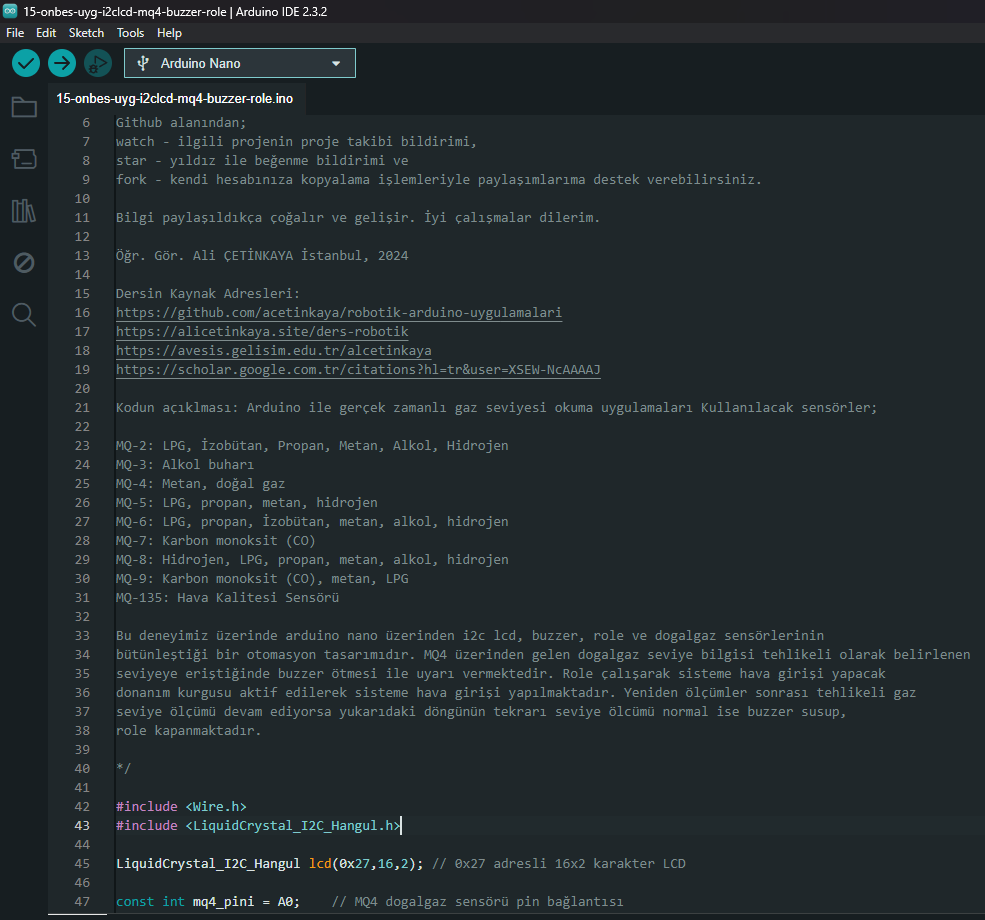 15-onbes-uyg-i2clcd-mq4-buzzer-role | Arduino IDE 2.3.2
File Edit Sketch Tools Help
Arduino Nano
15-onbes-uyg-i2clcd-mq4-buzzer-role.ino
6 Github alanından;
7 watch - ilgili projenin proje takibi bildirimi,
8 star - yıldız ile beğenme bildirimi ve
9 fork - kendi hesabınıza kopyalama işlemleriyle paylaşımlarıma destek verebilirsiniz.
10
11 Bilgi paylaşıldıkça çoğalır ve gelişir. İyi çalışmalar dilerim.
12
13 Öğr. Gör. Ali ÇETİNKAYA İstanbul, 2024
14
15 Dersin Kaynak Adresleri:
16 https://github.com/acetinkaya/robotik-arduino-uygulamalari
17 https://alicetinkaya.site/ders-robotik
18 https://avesis.gelisim.edu.tr/alcetinkaya
19 https://scholar.google.com.tr/citations?hl=tr&user=XSEW-NcAAAAJ
20
21 Kodun açıklması: Arduino ile gerçek zamanlı gaz seviyesi okuma uygulamaları Kullanılacak sensörler;
22
23 MQ-2: LPG, İzobütan, Propan, Metan, Alkol, Hidrojen
24 MQ-3: Alkol buharı
25 MQ-4: Metan, doğal gaz
26 MQ-5: LPG, propan, metan, hidrojen
27 MQ-6: LPG, propan, İzobütan, metan, alkol, hidrojen
28 MQ-7: Karbon monoksit (CO)
29 MQ-8: Hidrojen, LPG, propan, metan, alkol, hidrojen
30 MQ-9: Karbon monoksit (CO), metan, LPG
31 MQ-135: Hava Kalitesi Sensörü
32
33 Bu deneyimiz üzerinde arduino nano üzerinden i2c lcd, buzzer, role ve dogalgaz sensörlerinin
34 bütünleştiği bir otomasyon tasarımıdır. MQ4 üzerinden gelen dogalgaz seviye bilgisi tehlikeli olarak belirlenen
35 seviyeye eriştiğinde buzzer ötmesi ile uyarı vermektedir. Role çalışarak sisteme hava girişi yapacak
36 donanım kurgusu aktif edilerek sisteme hava girişi yapılmaktadır. Yeniden ölçümler sonrası tehlikeli gaz
37 seviye ölçümü devam ediyorsa yukarıdaki döngünün tekrarı seviye ölcümü normal ise buzzer susup,
38 role kapanmaktadır.
39
40 */
41
42 #include <Wire.h>
43 #include <LiquidCrystal_I2C_Hangul.h>
44
45 LiquidCrystal_I2C_Hangul lcd(0x27,16,2); // 0x27 adresli 16x2 karakter LCD
46
47 const int mq4_pini = A0; // MQ4 dogalgaz sensörü pin bağlantısı